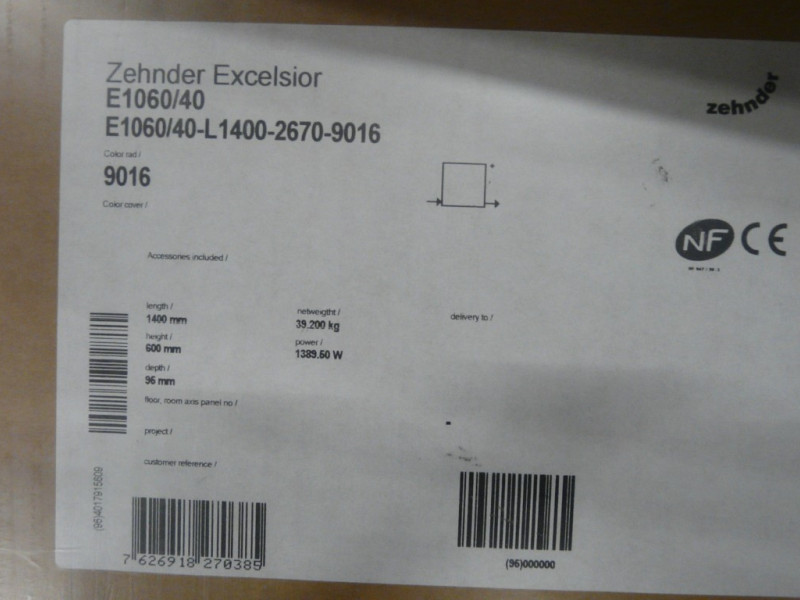 Zehnder Excelsior
E1060/40
E1060/40-L1400-2670-9016
zehnder
Color rad /
9016
Color cover /
NF CE
Accessories included /
length /
1400 mm
height /
600 mm
depth /
96 mm
netweigtht /
39.200 kg
power /
1389.50 W
delivery to /
floor, room axis panel no /
project /
customer reference /
(96)4017915609
7 626918 270385
(96)000000